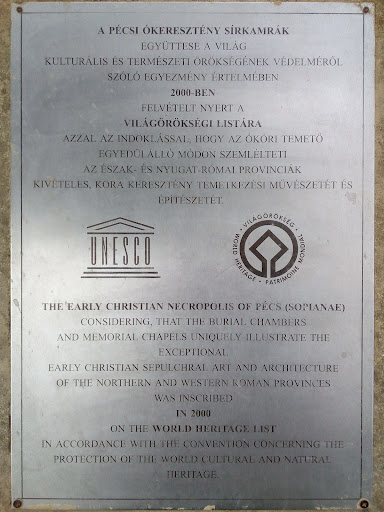 A PÉCSI ÓKERESZTÉNY SÍRKAMRÁK
EGYÜTTESE A VILÁG
KULTURÁLIS ÉS TERMÉSZETI ÖRÖKSÉGÉNEK VÉDELMÉRŐL
SZÓLÓ EGYEZMÉNY ÉRTELMÉBEN
2000-BEN
FELVÉTELT NYERT A
VILÁGÖRÖKSÉGI LISTÁRA
AZZAL AZ INDOKLÁSSAL, HOGY AZ ÓKORI TEMETŐ
EGYEDÜLÁLLÓ MÓDON SZEMLÉLTETI
AZ ÉSZAK- ÉS NYUGAT-RÓMAI PROVINCIÁK
KIVÉTELES, KORA KERESZTÉNY TEMETKEZÉSI MŰVÉSZETÉT ÉS
ÉPÍTÉSZETÉT.
UNESCO
VILÁGÖRÖKSÉG • WORLD HERITAGE • PATRIMOINE MONDIAL •
THE EARLY CHRISTIAN NECROPOLIS OF PÉCS (SOPIANAE)
CONSIDERING, THAT THE BURIAL CHAMBERS
AND MEMORIAL CHAPELS UNIQUELY ILLUSTRATE THE
EXCEPTIONAL
EARLY CHRISTIAN SEPULCHRAL ART AND ARCHITECTURE
OF THE NORTHERN AND WESTERN ROMAN PROVINCES
WAS INSCRIBED
IN 2000
ON THE WORLD HERITAGE LIST
IN ACCORDANCE WITH THE CONVENTION CONCERNING THE
PROTECTION OF THE WORLD CULTURAL AND NATURAL
HERITAGE.